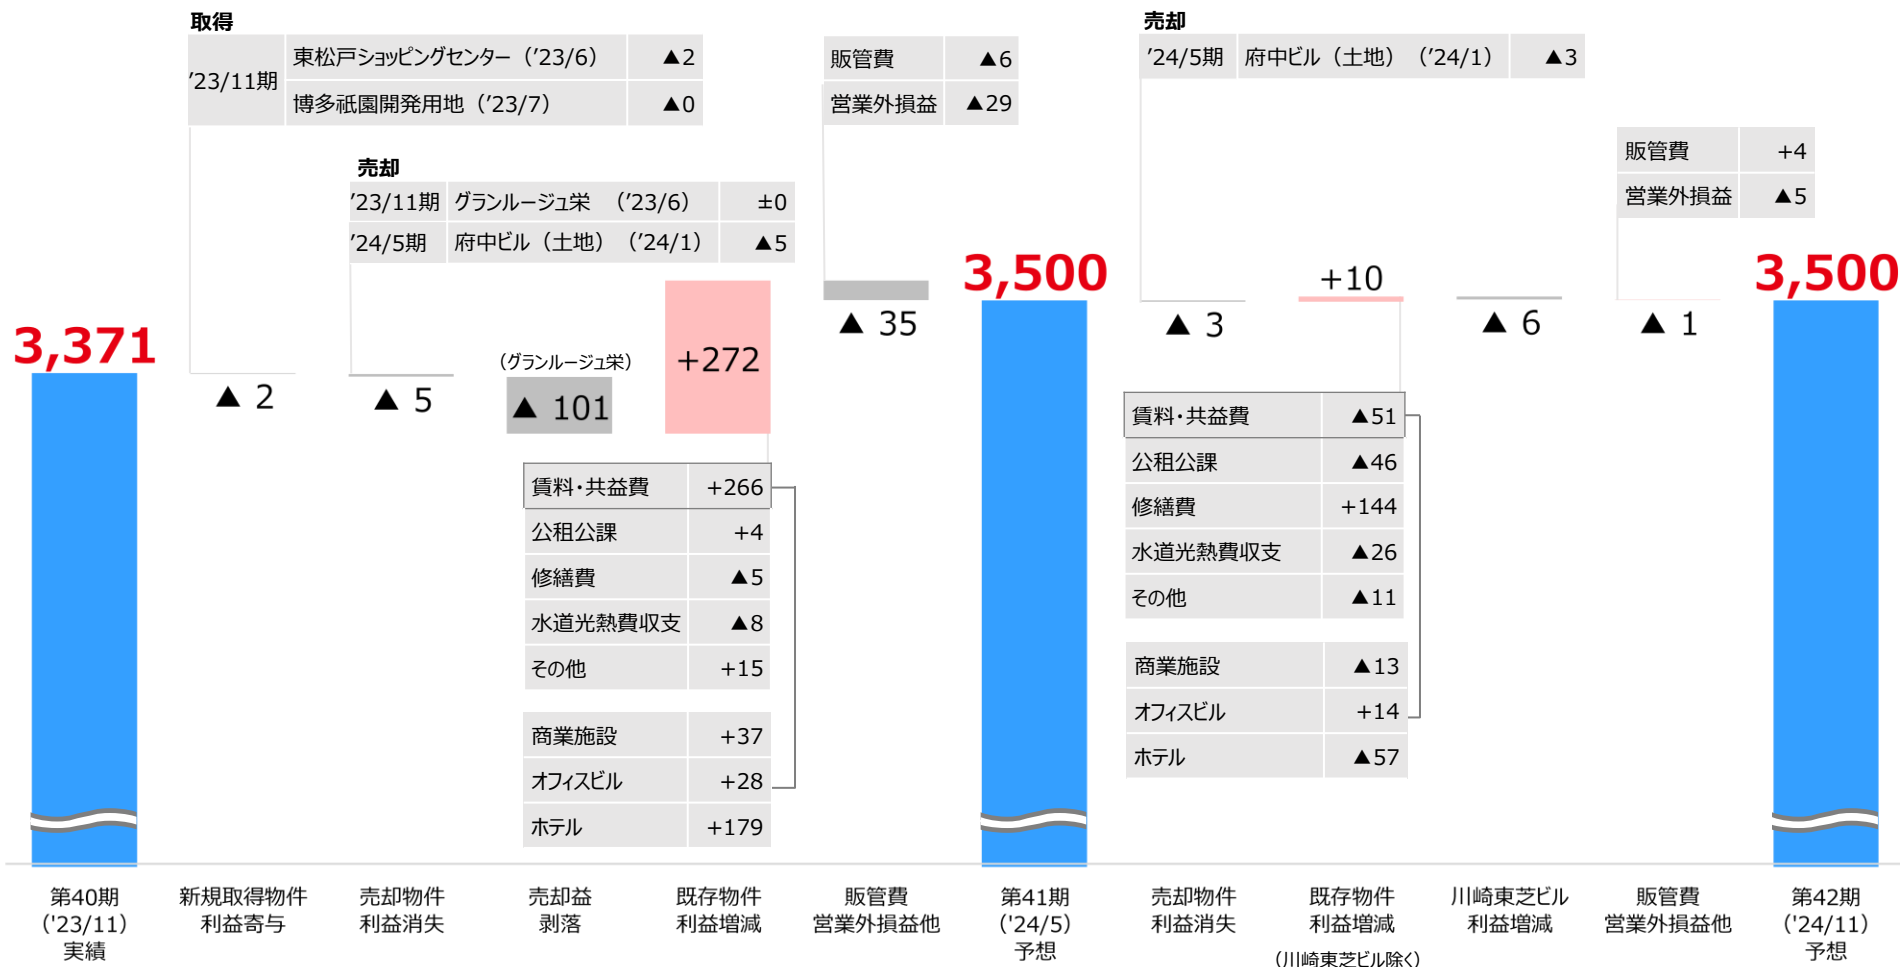 取得
'23/11期 東松戸ショッピングセンター（'23/6） ▲2
博多祇園開発用地（'23/7） ▲0
売却
'23/11期 グランルージュ栄 （'23/6） ±0
'24/5期 府中ビル（土地）（'24/1） ▲5
販管費 ▲6
営業外損益 ▲29
売却
'24/5期 府中ビル（土地）（'24/1） ▲3
販管費 +4
営業外損益 ▲5
3,371
▲ 2
▲ 5
（グランルージュ栄）
▲ 101
+272
▲ 35
3,500
▲ 3
+10
▲ 6
▲ 1
3,500
賃料・共益費 +266
公租公課 +4
修繕費 ▲5
水道光熱費収支 ▲8
その他 +15
商業施設 +37
オフィスビル +28
ホテル +179
賃料・共益費 ▲51
公租公課 ▲46
修繕費 +144
水道光熱費収支 ▲26
その他 ▲11
商業施設 ▲13
オフィスビル +14
ホテル ▲57
第40期
('23/11)
実績
新規取得物件
利益寄与
売却物件
利益消失
売却益
剥落
既存物件
利益増減
販管費
営業外損益他
第41期
('24/5)
予想
売却物件
利益消失
既存物件
利益増減
（川崎東芝ビル除く）
川崎東芝ビル
利益増減
販管費
営業外損益他
第42期
('24/11)
予想